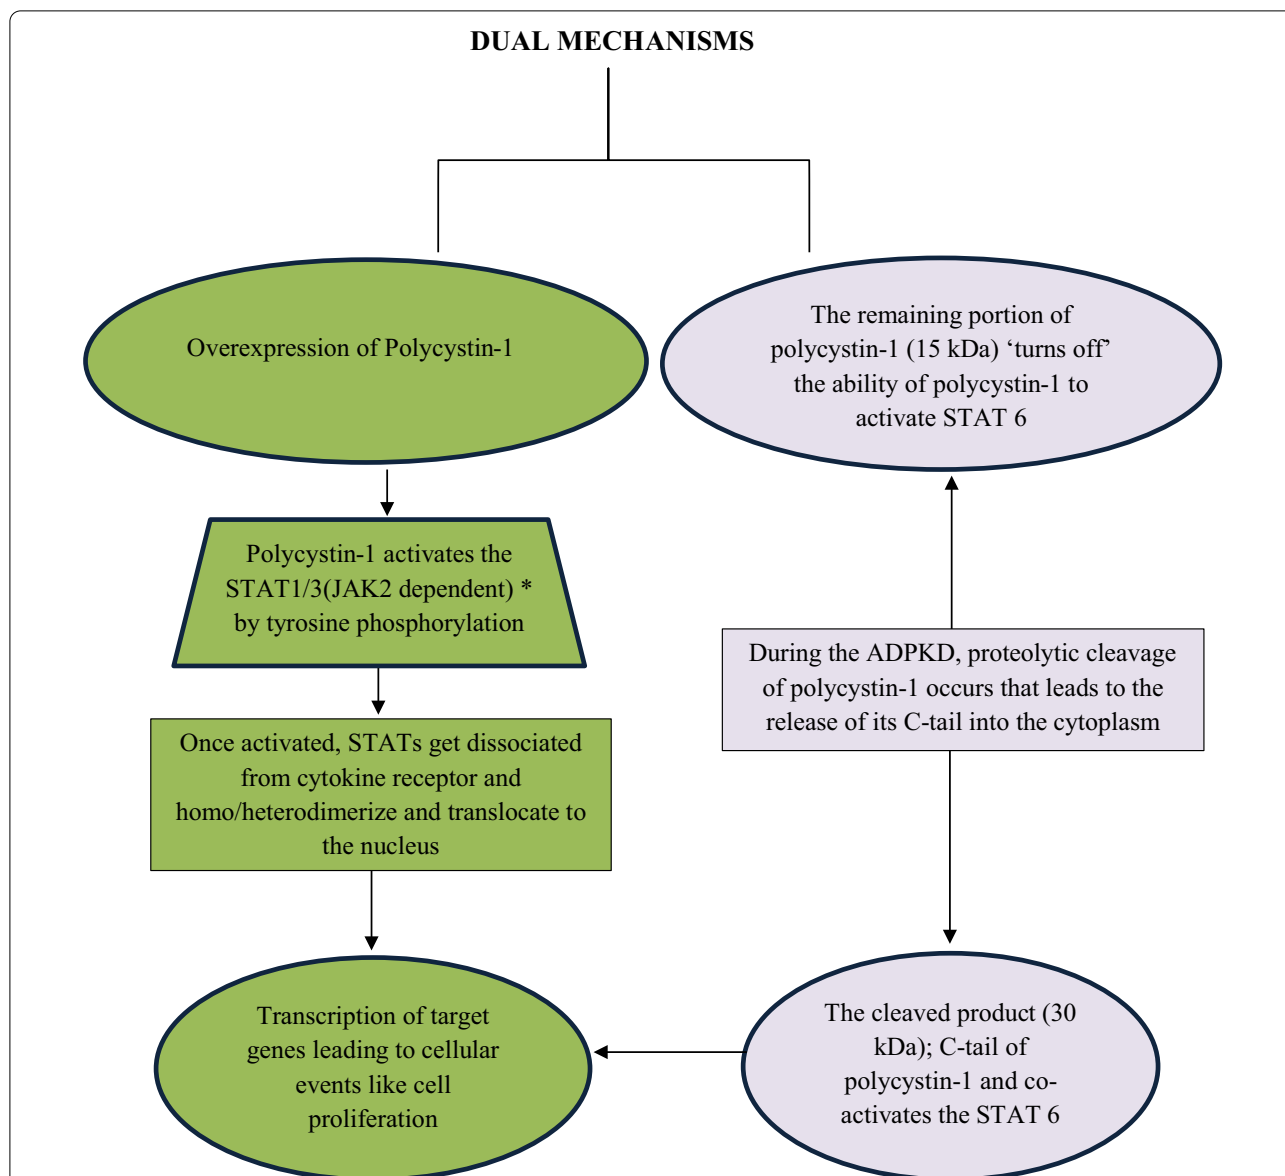 DUAL MECHANISMS
Overexpression of Polycystin-1
The remaining portion of
polycystin-1 (15 kDa) ‘turns off’
the ability of polycystin-1 to
activate STAT 6
Polycystin-1 activates the
STAT1/3(JAK2 dependent) *
by tyrosine phosphorylation
During the ADPKD, proteolytic cleavage
of polycystin-1 occurs that leads to the
release of its C-tail into the cytoplasm
Once activated, STATs get dissociated
from cytokine receptor and
homo/heterodimerize and translocate to
the nucleus
Transcription of target
genes leading to cellular
events like cell
proliferation
The cleaved product (30
kDa); C-tail of
polycystin-1 and co-
activates the STAT 6